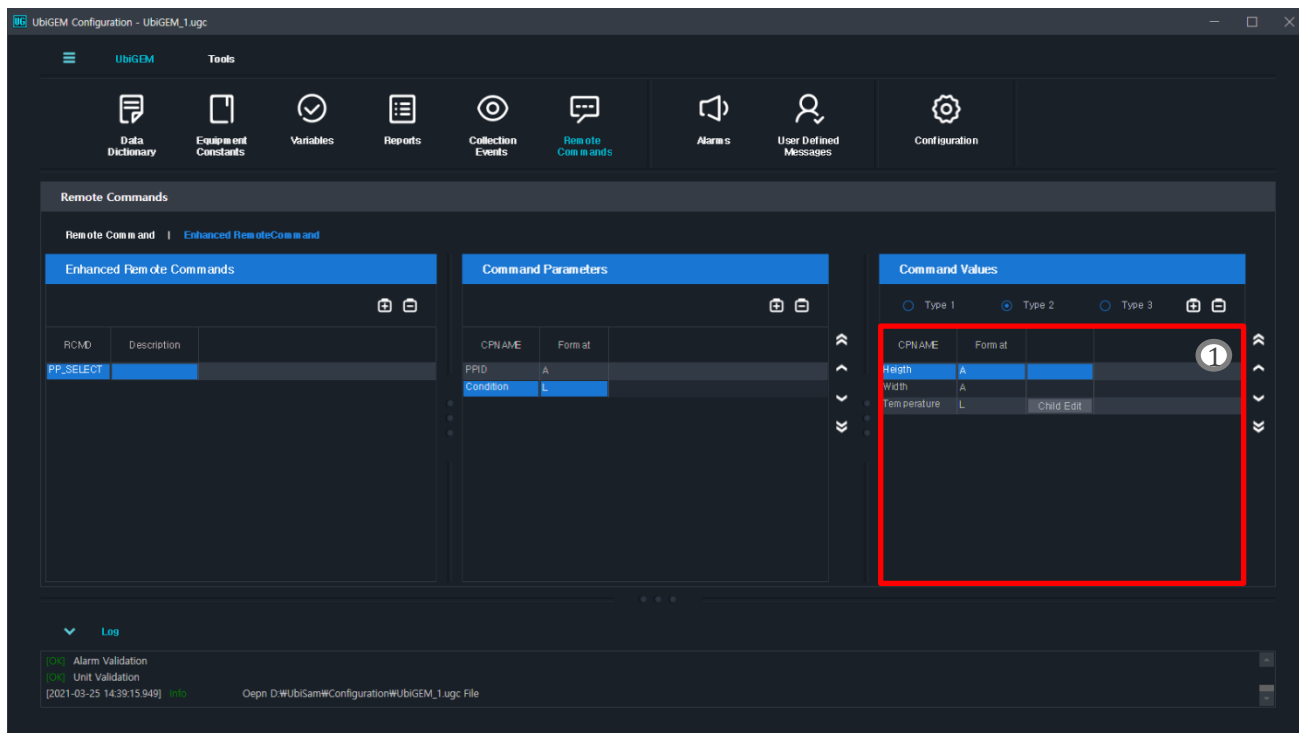 UG UbiGEM Configuration - UbiGEM_1.ugc
UbiGEM Tools
Data Dictionary
Equipment Constants
Variables
Reports
Collection Events
Remote Commands
Alarms
User Defined Messages
Configuration
Remote Commands
Remote Command | Enhanced RemoteCommand
Enhanced Remote Commands
RCMD Description
PP_SELECT
Command Parameters
CPNAME Format
PPID A
Condition L
Command Values
Type 1 Type 2 Type 3
CPNAME Format
1
Heigth A
Width A
Temperature L Child Edit
Log
[OK] Alarm Validation
[OK] Unit Validation
[2021-03-25 14:39:15.949] Info Oepn D:₩UbiSam₩Configuration₩UbiGEM_1.ugc File